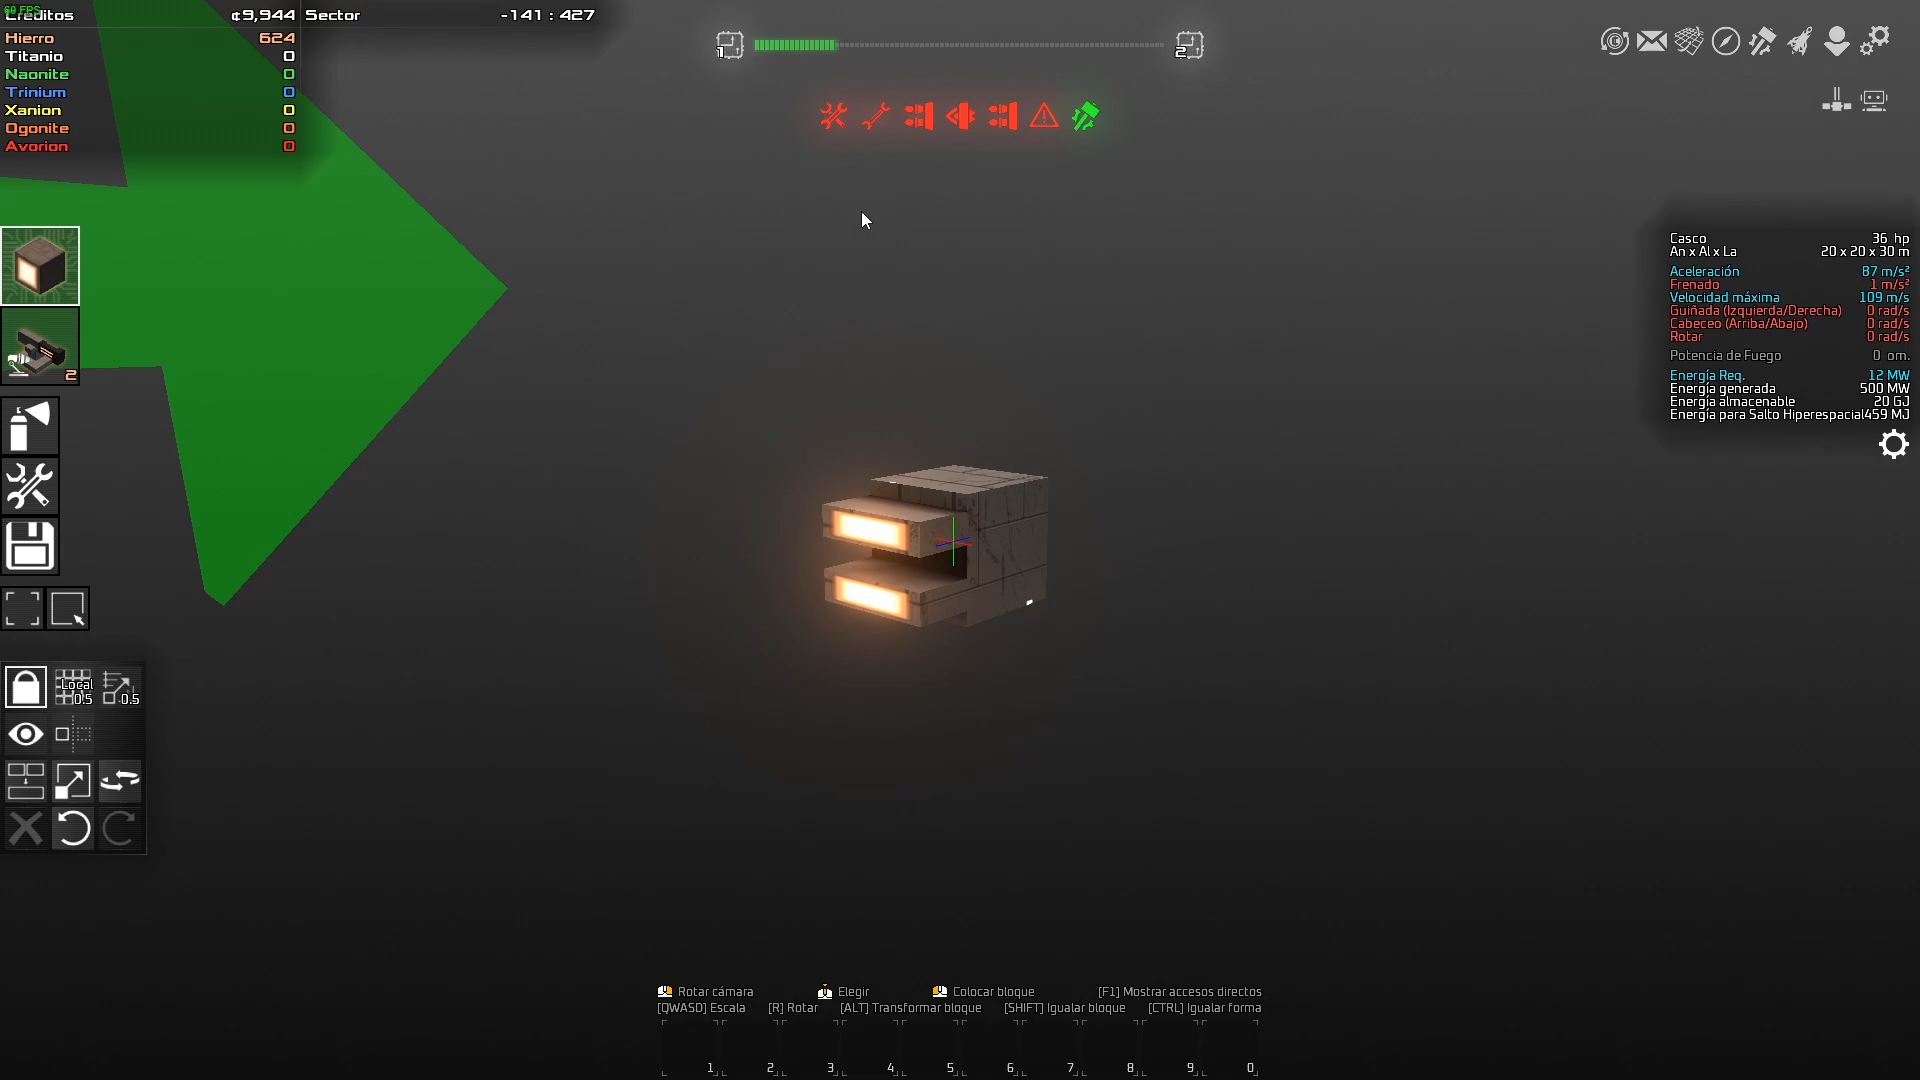 60 FPS
Créditos ¢9,944 Sector -141 : 427
Hierro 624
Titanio 0
Naonite 0
Trinium 0
Xanion 0
Ogonite 0
Avorion 0
1
2
Casco 36 hp
An x Al x La 20 x 20 x 30 m
Aceleración 87 m/s²
Frenado 1 m/s²
Velocidad máxima 109 m/s
Guiñada (Izquierda/Derecha) 0 rad/s
Cabeceo (Arriba/Abajo) 0 rad/s
Rotar 0 rad/s
Potencia de Fuego 0 om.
Energía Req. 12 MW
Energía generada 500 MW
Energía almacenable 20 GJ
Energía para Salto Hiperespacial 459 MJ
2
Local
0.5
0.5
Rotar cámara Elegir Colocar bloque [F1] Mostrar accesos directos
[QWASD] Escala [R] Rotar [ALT] Transformar bloque [SHIFT] Igualar bloque [CTRL] Igualar forma
1 2 3 4 5 6 7 8 9 0